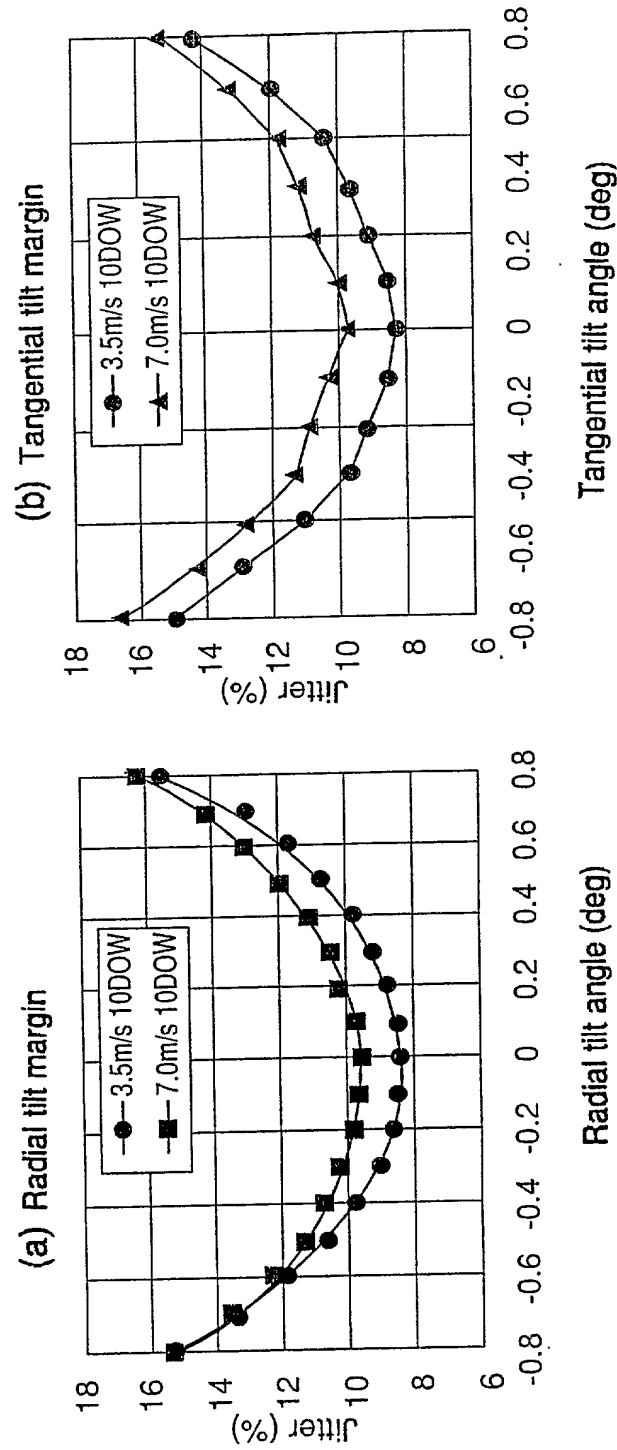 (a) Radial tilt margin
3.5m/s 10DOW
7.0m/s 10DOW
Jitter (%)
18
16
14
12
10
8
6
-0.8 -0.6 -0.4 -0.2 0 0.2 0.4 0.6 0.8
Radial tilt angle (deg)
(b) Tangential tilt margin
3.5m/s 10DOW
7.0m/s 10DOW
Jitter (%)
18
16
14
12
10
8
6
-0.8 -0.6 -0.4 -0.2 0 0.2 0.4 0.6 0.8
Tangential tilt angle (deg)